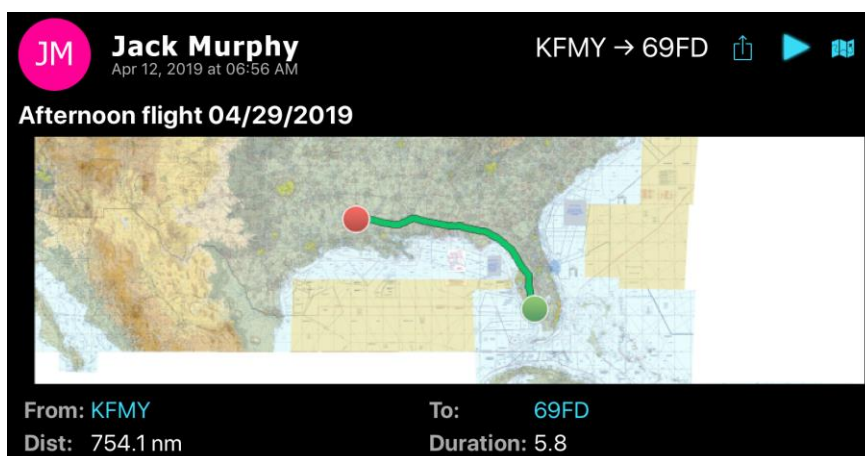 JM
Jack Murphy
KFMY → 69FD
Apr 12, 2019 at 06:56 AM
Afternoon flight 04/29/2019
From: KFMY
To: 69FD
Dist: 754.1 nm
Duration: 5.8